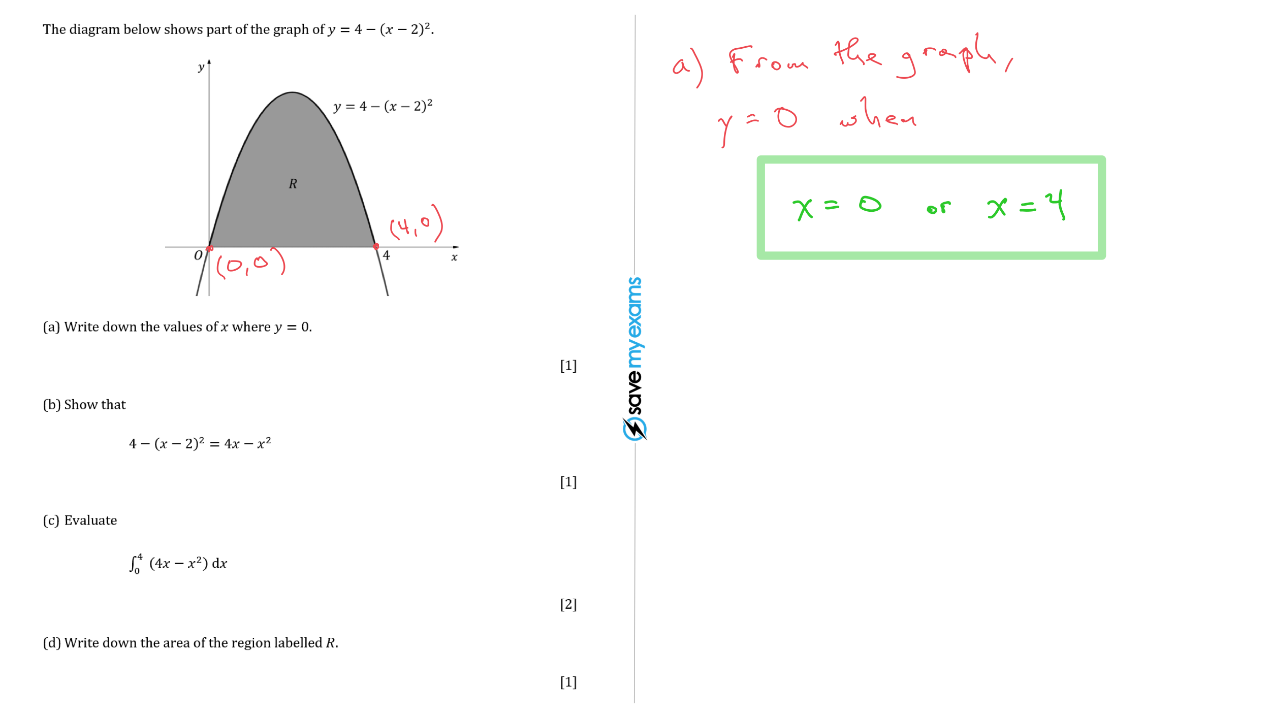 The diagram below shows part of the graph of y = 4 − (x − 2)².
y
y = 4 − (x − 2)²
R
(4,0)
O
(0,0)
4
x
(a) Write down the values of x where y = 0.
[1]
(b) Show that
4 − (x − 2)² = 4x − x²
[1]
(c) Evaluate
∫₀⁴ (4x − x²) dx
[2]
(d) Write down the area of the region labelled R.
[1]
savemyexams
a) From the graph,
y = 0 when
x = 0 or x = 4